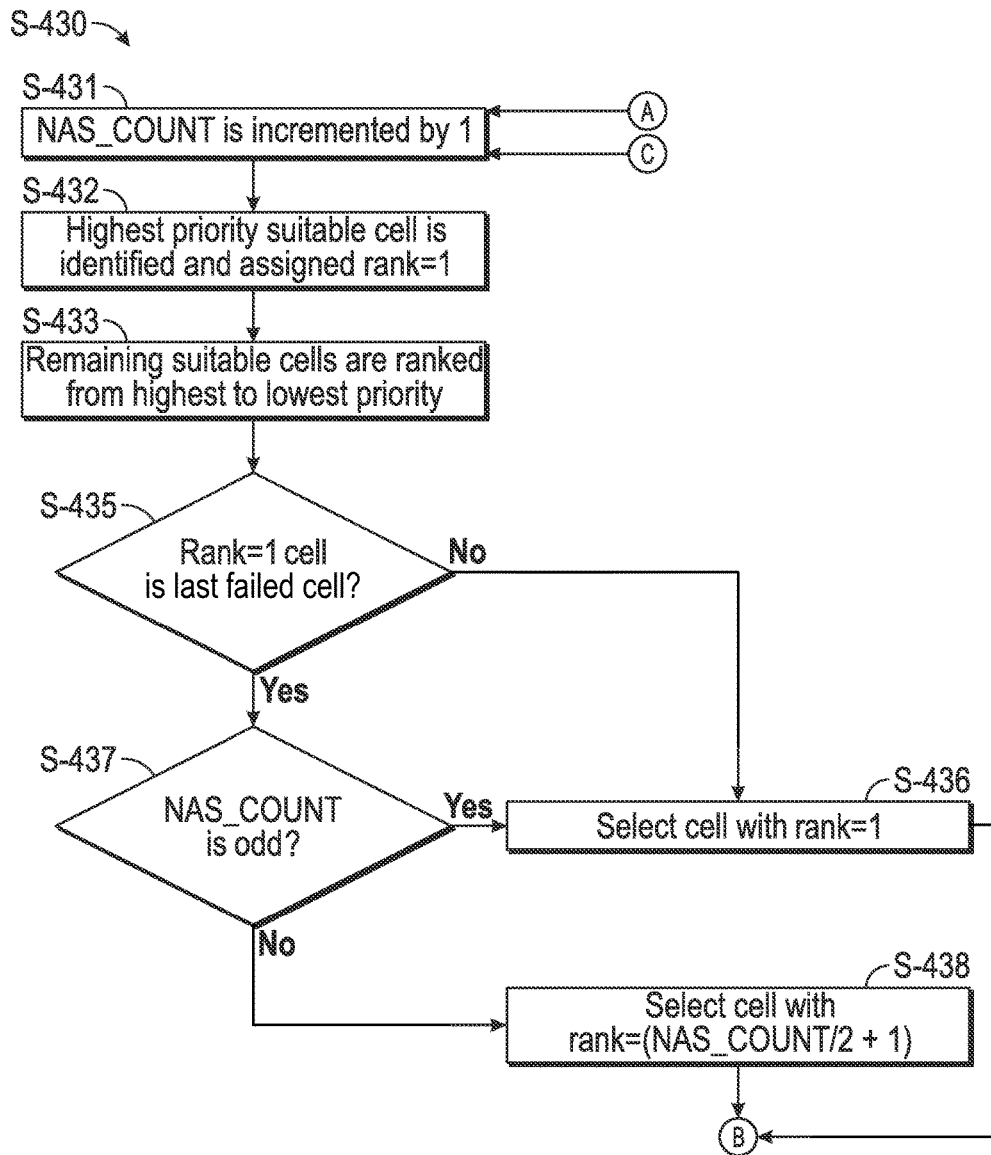 S-430
S-431
NAS_COUNT is incremented by 1
A
C
S-432
Highest priority suitable cell is
identified and assigned rank=1
S-433
Remaining suitable cells are ranked
from highest to lowest priority
S-435
Rank=1 cell
is last failed cell?
No
Yes
S-437
NAS_COUNT
is odd?
Yes
S-436
Select cell with rank=1
No
S-438
Select cell with
rank=(NAS_COUNT/2 + 1)
B